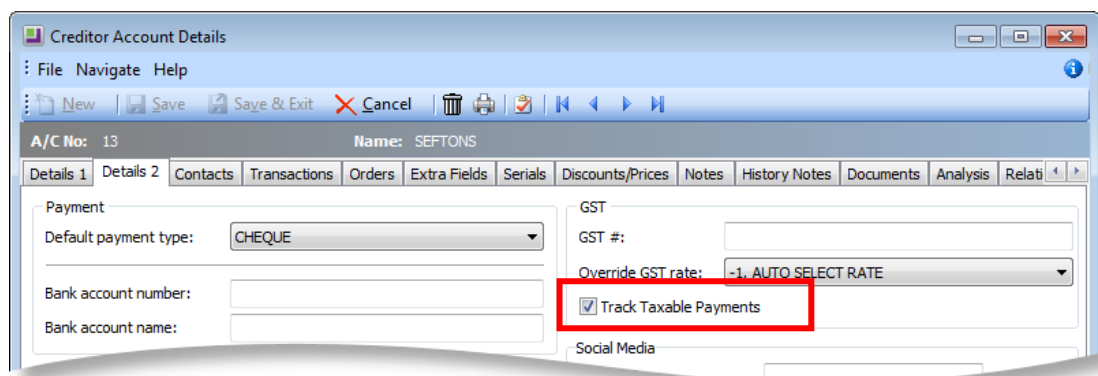 Creditor Account Details
File Navigate Help
New Save Save & Exit Cancel
A/C No: 13 Name: SEFTONS
Details 1 Details 2 Contacts Transactions Orders Extra Fields Serials Discounts/Prices Notes History Notes Documents Analysis Relati
Payment
Default payment type: CHEQUE
Bank account number:
Bank account name:
GST
GST #:
Override GST rate: -1. AUTO SELECT RATE
Track Taxable Payments
Social Media